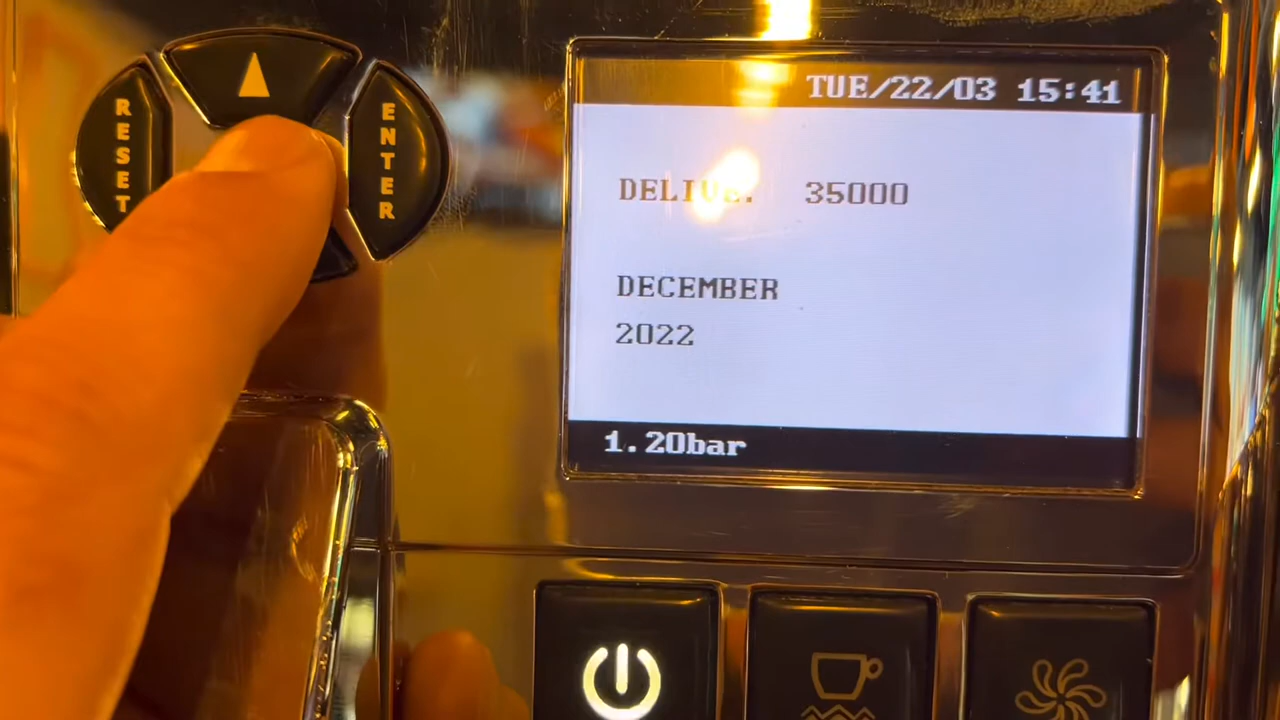 RESET
ENTER
TUE/22/03 15:41
DELIVE. 35000
DECEMBER
2022
1.20bar